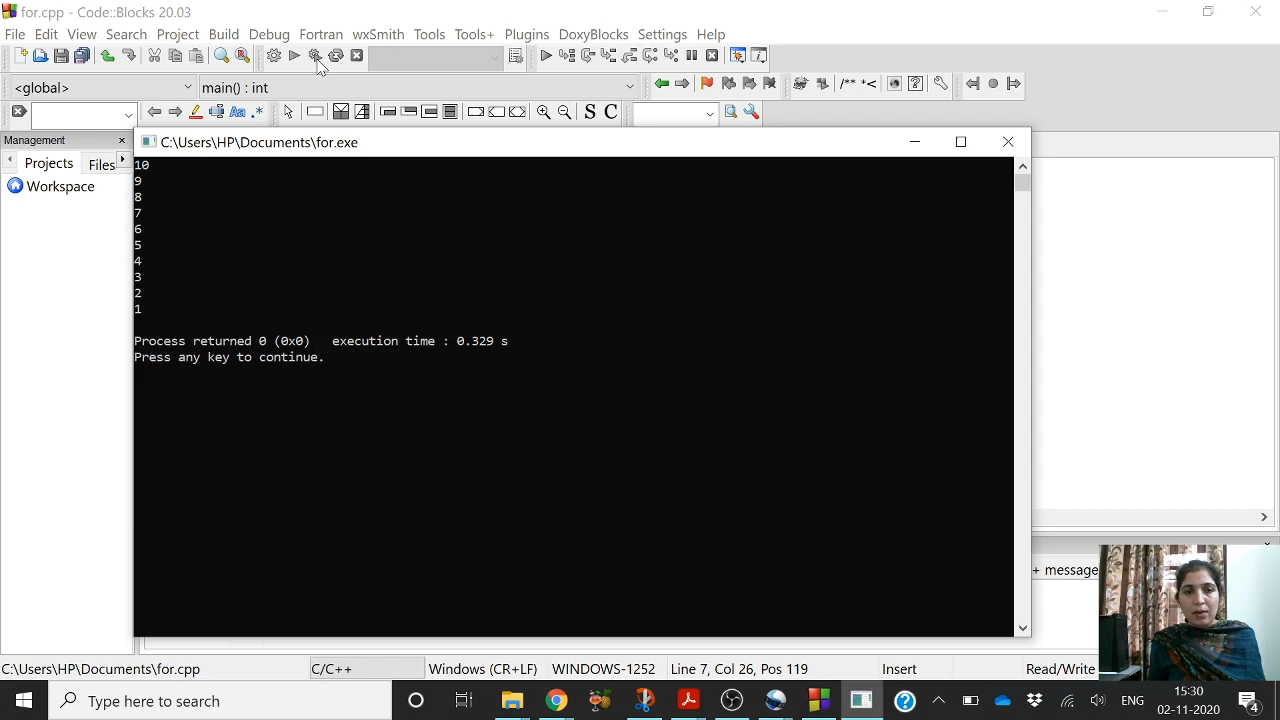 for.cpp - Code::Blocks 20.03
File Edit View Search Project Build Debug Fortran wxSmith Tools Tools+ Plugins DoxyBlocks Settings Help
<global> main() : int
/** *<
Aa .* S C
Management
C:\Users\HP\Documents\for.exe
Projects Files
Workspace
10
9
8
7
6
5
4
3
2
1
Process returned 0 (0x0) execution time : 0.329 s
Press any key to continue.
+ message
C:\Users\HP\Documents\for.cpp C/C++ Windows (CR+LF) WINDOWS-1252 Line 7, Col 26, Pos 119 Insert Read/Write
Type here to search
ENG
15:30
02-11-2020
4